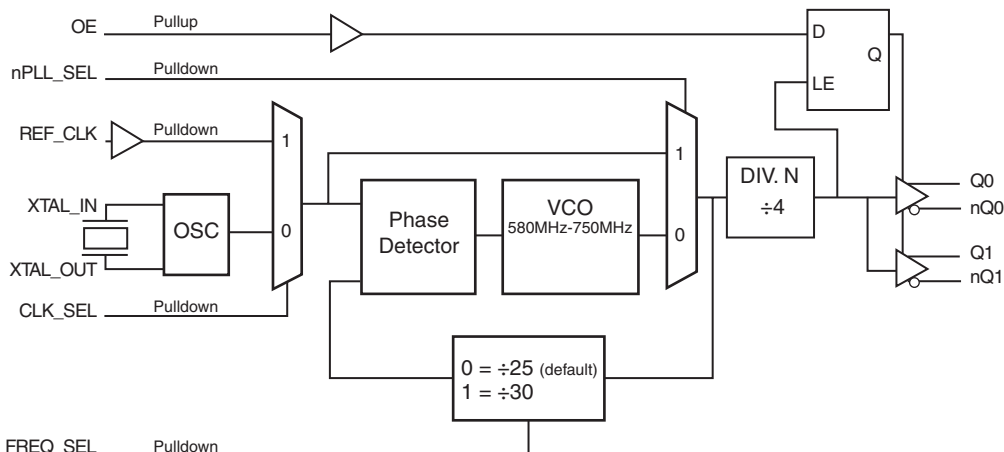 OE Pullup
D
Q
nPLL_SEL Pulldown
LE
REF_CLK Pulldown
1
1
XTAL_IN
OSC
0
XTAL_OUT
Phase
Detector
VCO
580MHz-750MHz
0
DIV. N
÷4
Q0
nQ0
Q1
nQ1
CLK_SEL Pulldown
0 = ÷25 (default)
1 = ÷30
FREQ_SEL Pulldown